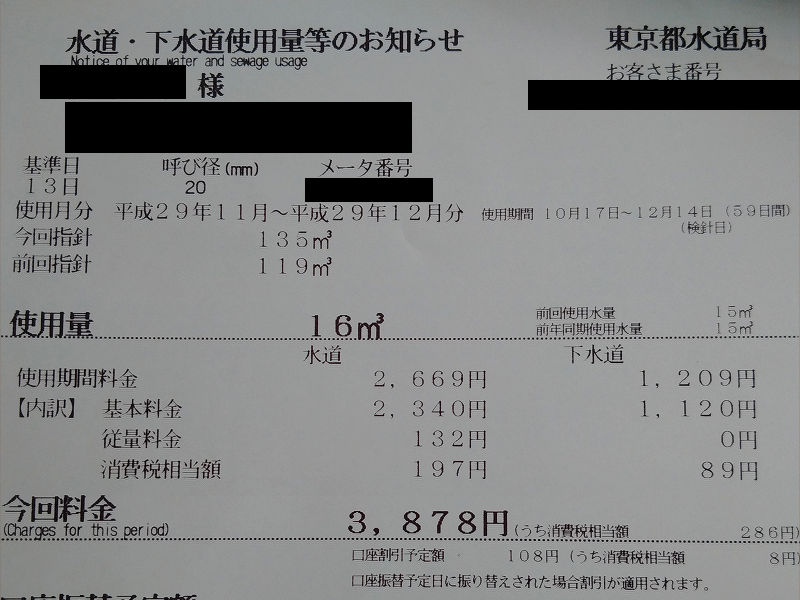 水道・下水道使用量等のお知らせ 東京都水道局
Notice of your water and sewage usage
お客さま番号
様
基準日 呼び径(mm) メータ番号
13日 20
使用月分 平成29年11月～平成29年12月分 使用期間 10月17日～12月14日 (59日間)
(検針日)
今回指針 135㎥
前回指針 119㎥
使用量 16㎥ 前回使用水量 15㎥
前年同期使用水量 15㎥
水道 下水道
使用期間料金 2,669円 1,209円
【内訳】 基本料金 2,340円 1,120円
従量料金 132円 0円
消費税相当額 197円 89円
今回料金 3,878円 (うち消費税相当額 286円)
(Charges for this period)
口座割引予定額 108円 (うち消費税相当額 8円)
口座振替予定日に振り替えされた場合割引が適用されます。